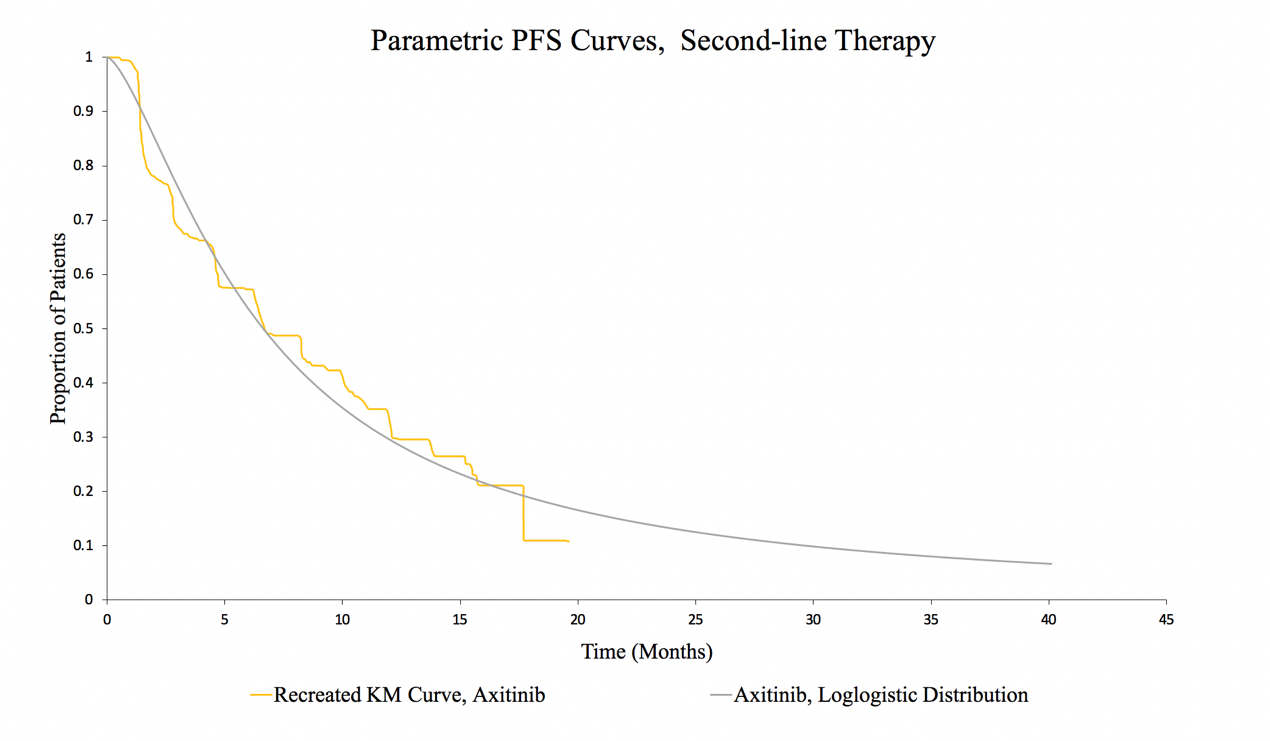 Parametric PFS Curves,  Second-line Therapy
1
0.9
0.8
0.7
0.6
0.5
0.4
0.3
0.2
0.1
0
Proportion of Patients
0 5 10 15 20 25 30 35 40 45
Time (Months)
Recreated KM Curve, Axitinib
Axitinib, Loglogistic Distribution